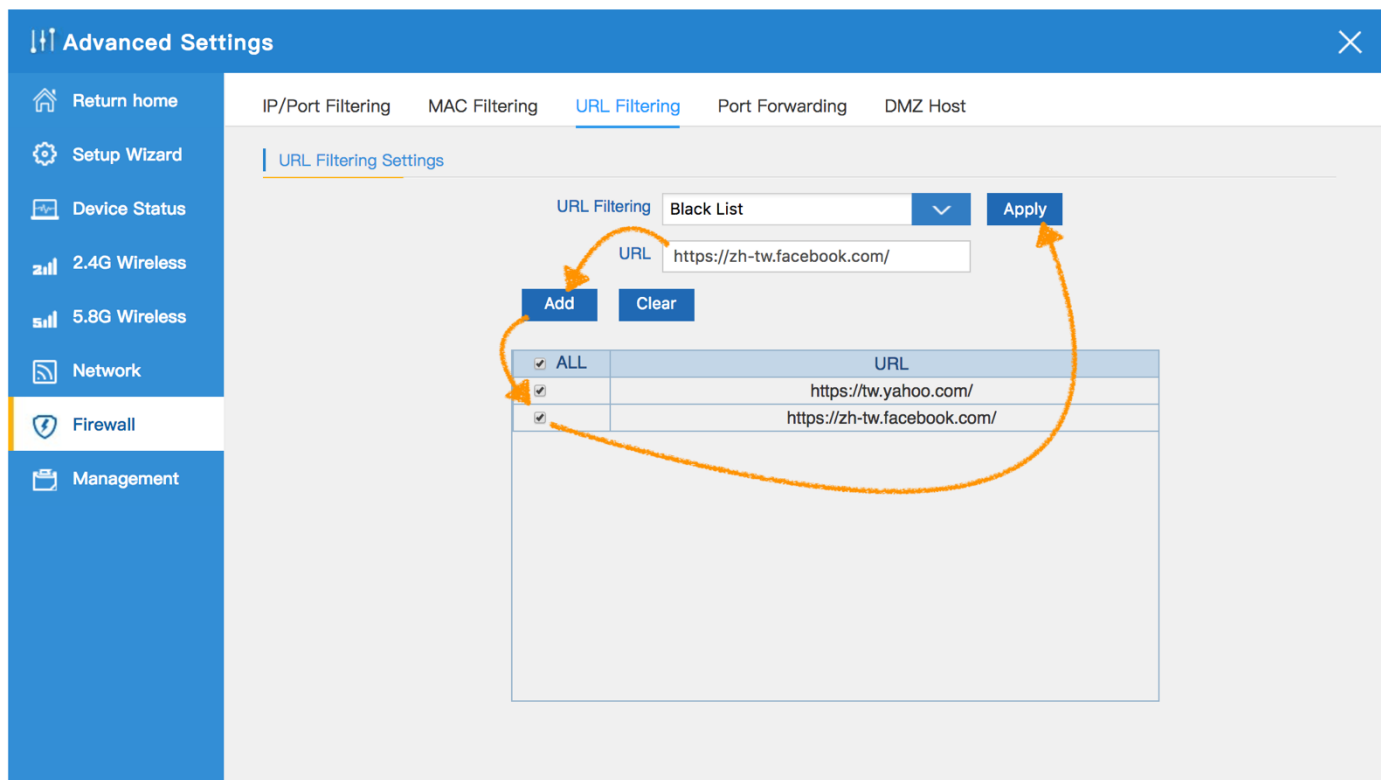 Advanced Settings
Return home
Setup Wizard
Device Status
2.4G Wireless
5.8G Wireless
Network
Firewall
Management
IP/Port Filtering MAC Filtering URL Filtering Port Forwarding DMZ Host
URL Filtering Settings
URL Filtering Black List Apply
URL https://zh-tw.facebook.com/
Add Clear
ALL URL
https://tw.yahoo.com/
https://zh-tw.facebook.com/